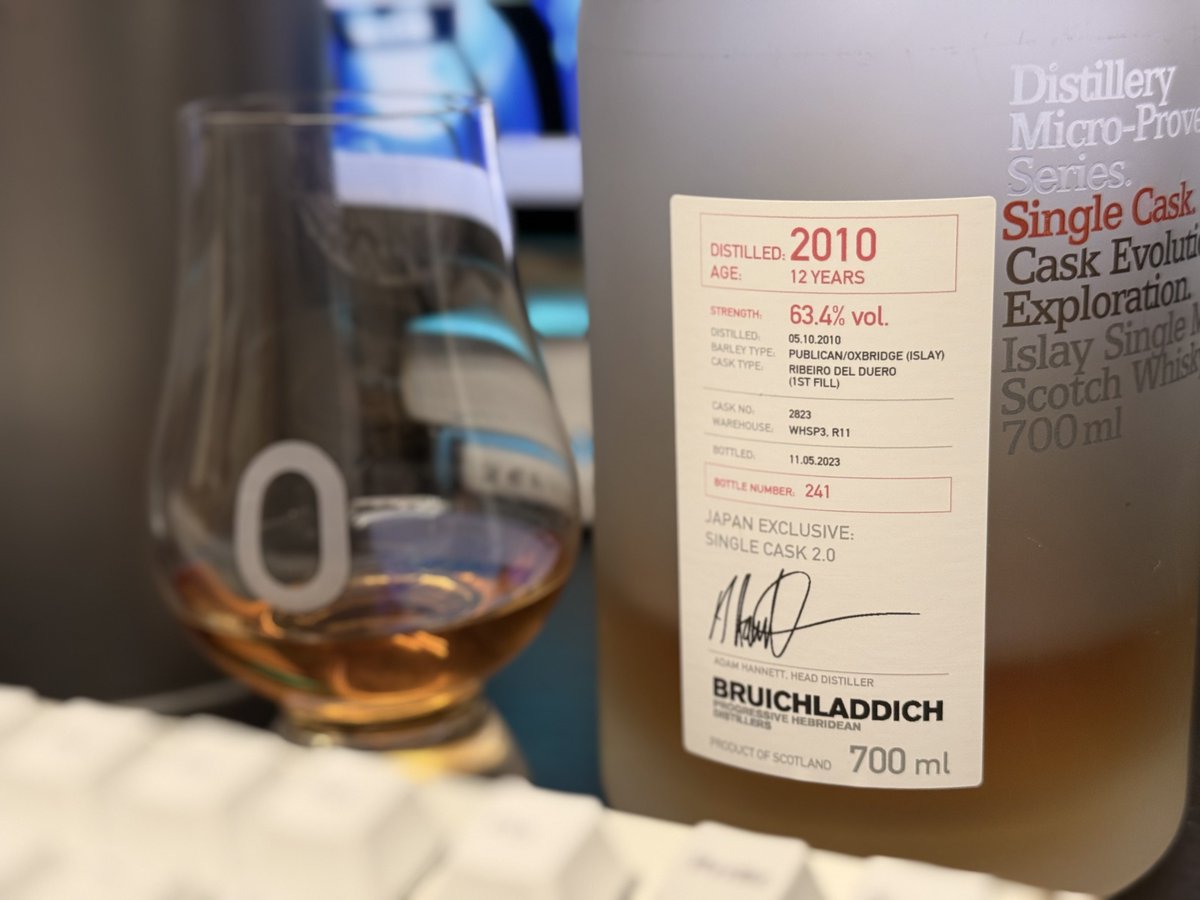 0
DISTILLED: 2010
AGE: 12 YEARS
STRENGTH: 63.4% vol.
DISTILLED: 05.10.2010
BARLEY TYPE: PUBLICAN/OXBRIDGE (ISLAY)
CASK TYPE: RIBEIRO DEL DUERO
(1ST FILL)
CASK NO: 2823
WAREHOUSE: WHSP3, R11
BOTTLED: 11.05.2023
BOTTLE NUMBER: 241
JAPAN EXCLUSIVE:
SINGLE CASK 2.0
ADAM HANNETT, HEAD DISTILLER
BRUICHLADDICH
PROGRESSIVE HEBRIDEAN
DISTILLERS
PRODUCT OF SCOTLAND 700 ml
Distillery
Micro-Prove
Series.
Single Cask.
Cask Evoluti
Exploration.
Islay Single
Scotch Whisk
700 ml